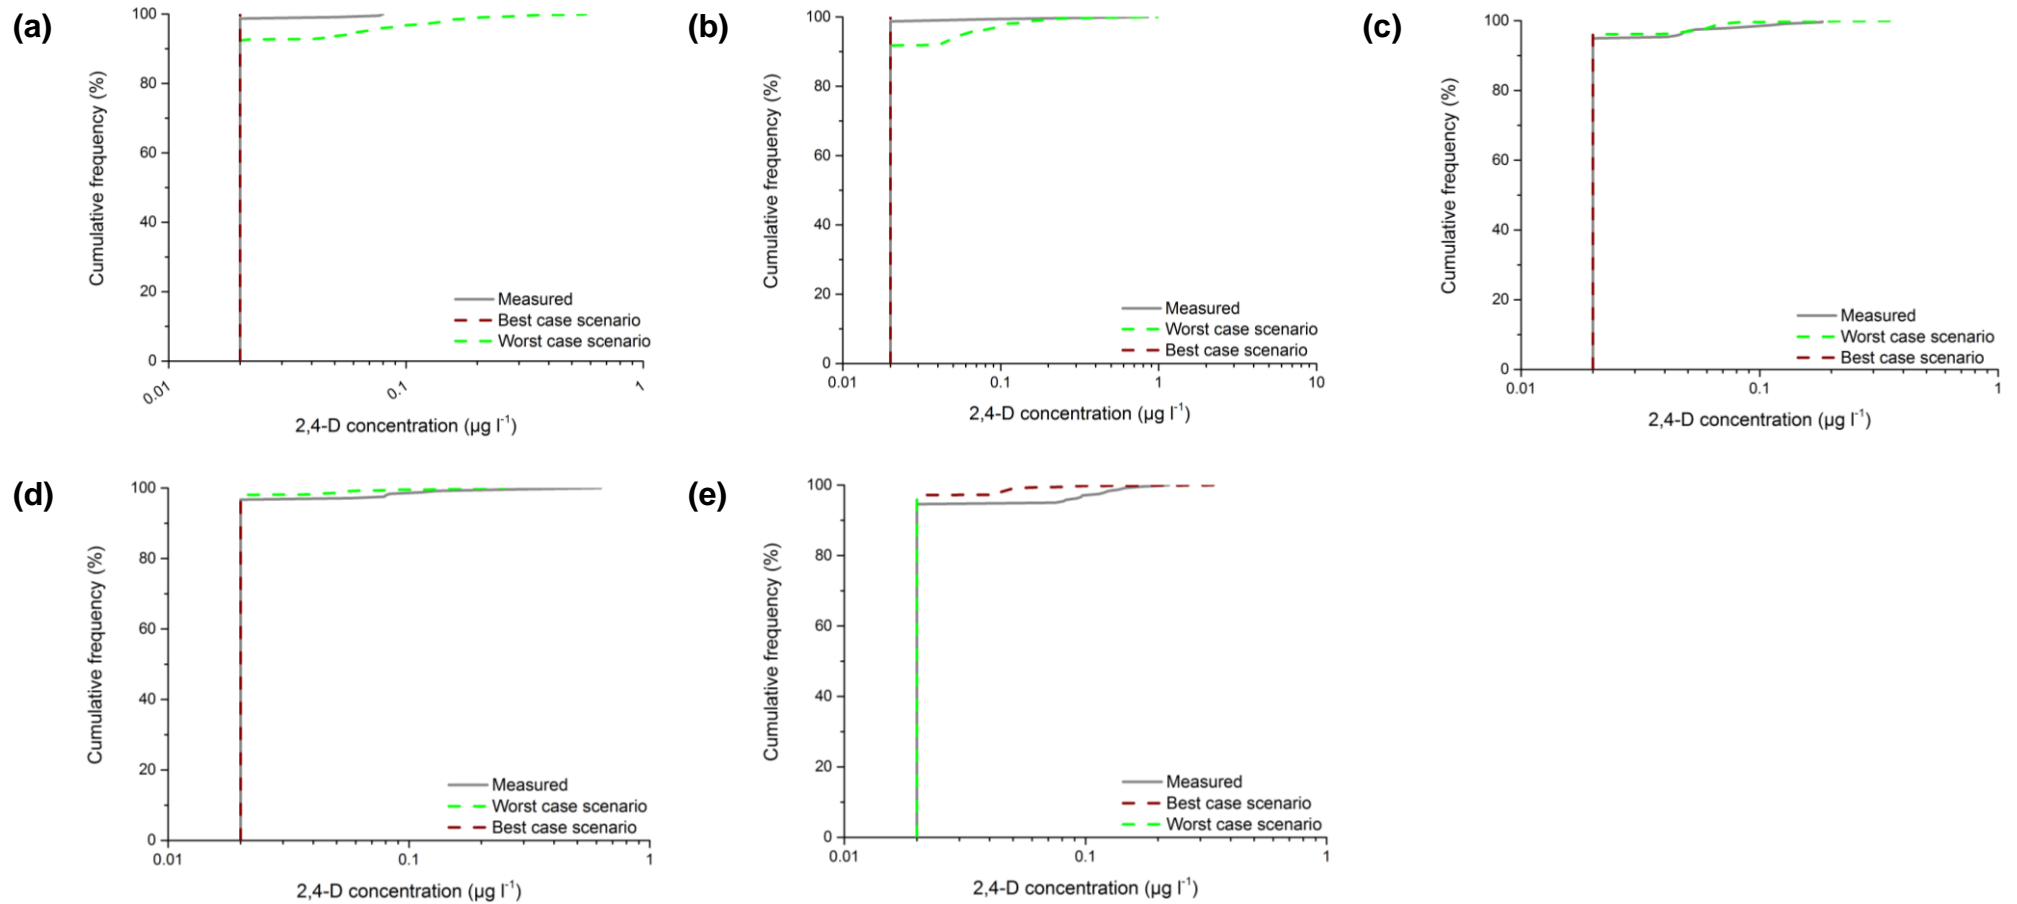 (a)
Cumulative frequency (%)
100
80
60
40
20
0
Measured
Best case scenario
Worst case scenario
0.01
0.1
1
2,4-D concentration (µg l⁻¹)
(b)
Cumulative frequency (%)
100
80
60
40
20
0
Measured
Worst case scenario
Best case scenario
0.01
0.1
1
10
2,4-D concentration (µg l⁻¹)
(c)
Cumulative frequency (%)
100
80
60
40
20
0
Measured
Worst case scenario
Best case scenario
0.01
0.1
1
2,4-D concentration (µg l⁻¹)
(d)
Cumulative frequency (%)
100
80
60
40
20
0
Measured
Worst case scenario
Best case scenario
0.01
0.1
1
2,4-D concentration (µg l⁻¹)
(e)
Cumulative frequency (%)
100
80
60
40
20
0
Measured
Best case scenario
Worst case scenario
0.01
0.1
1
2,4-D concentration (µg l⁻¹)